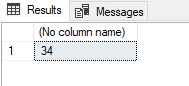 Results Messages
(No column name)
1 34